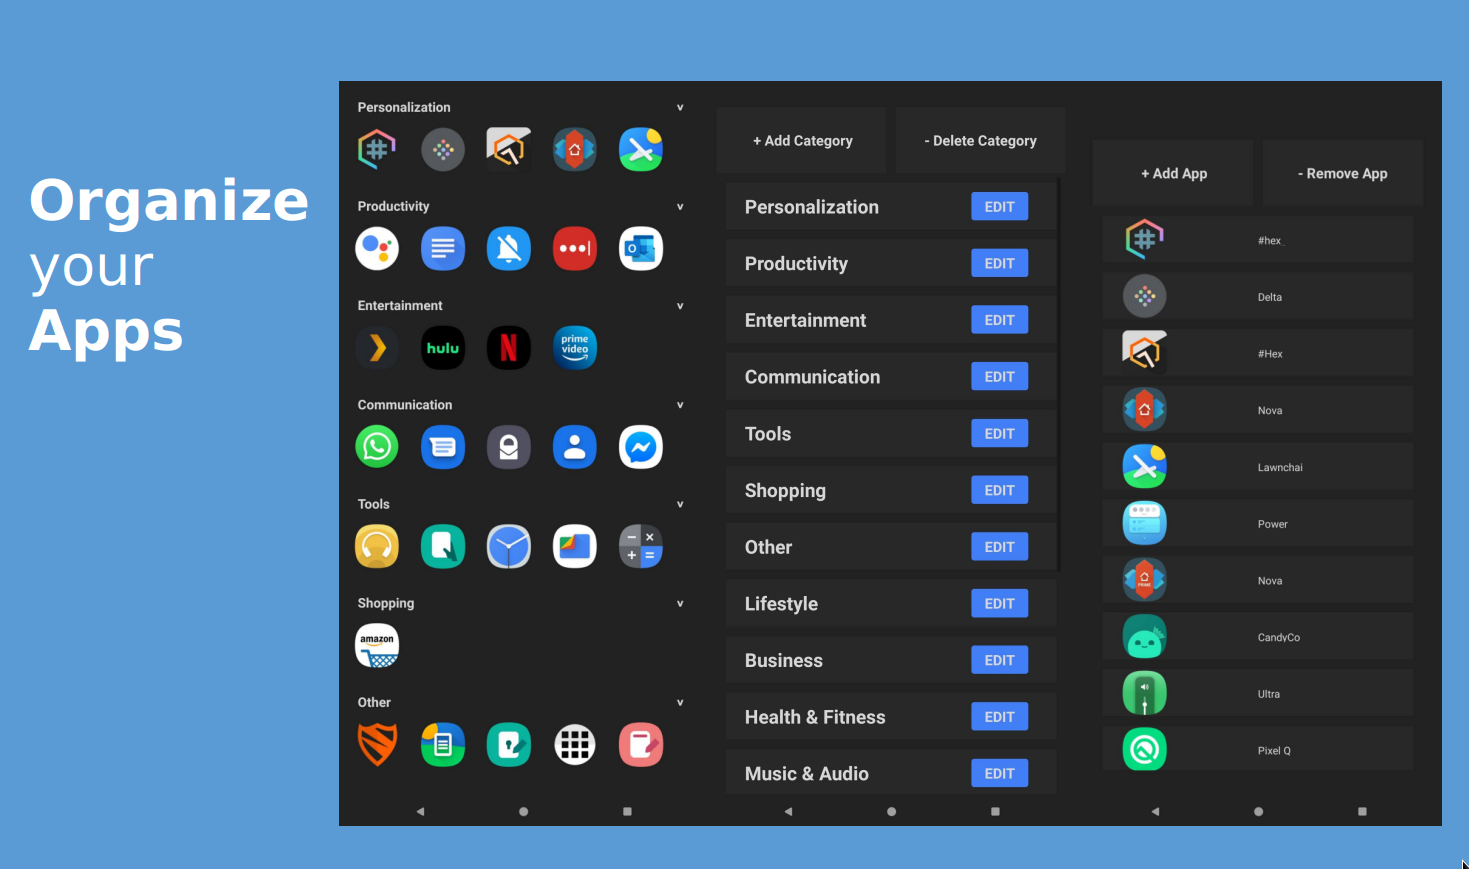 Organize
your
Apps
Personalization v
Productivity v
Entertainment v
hulu
N
prime
video
Communication v
Tools v
Shopping v
amazon
Other v
+ Add Category
- Delete Category
Personalization EDIT
Productivity EDIT
Entertainment EDIT
Communication EDIT
Tools EDIT
Shopping EDIT
Other EDIT
Lifestyle EDIT
Business EDIT
Health & Fitness EDIT
Music & Audio EDIT
+ Add App
- Remove App
#hex_
Delta
#Hex
Nova
Lawnchai
Power
PRIME
Nova
CandyCo
Ultra
Pixel Q